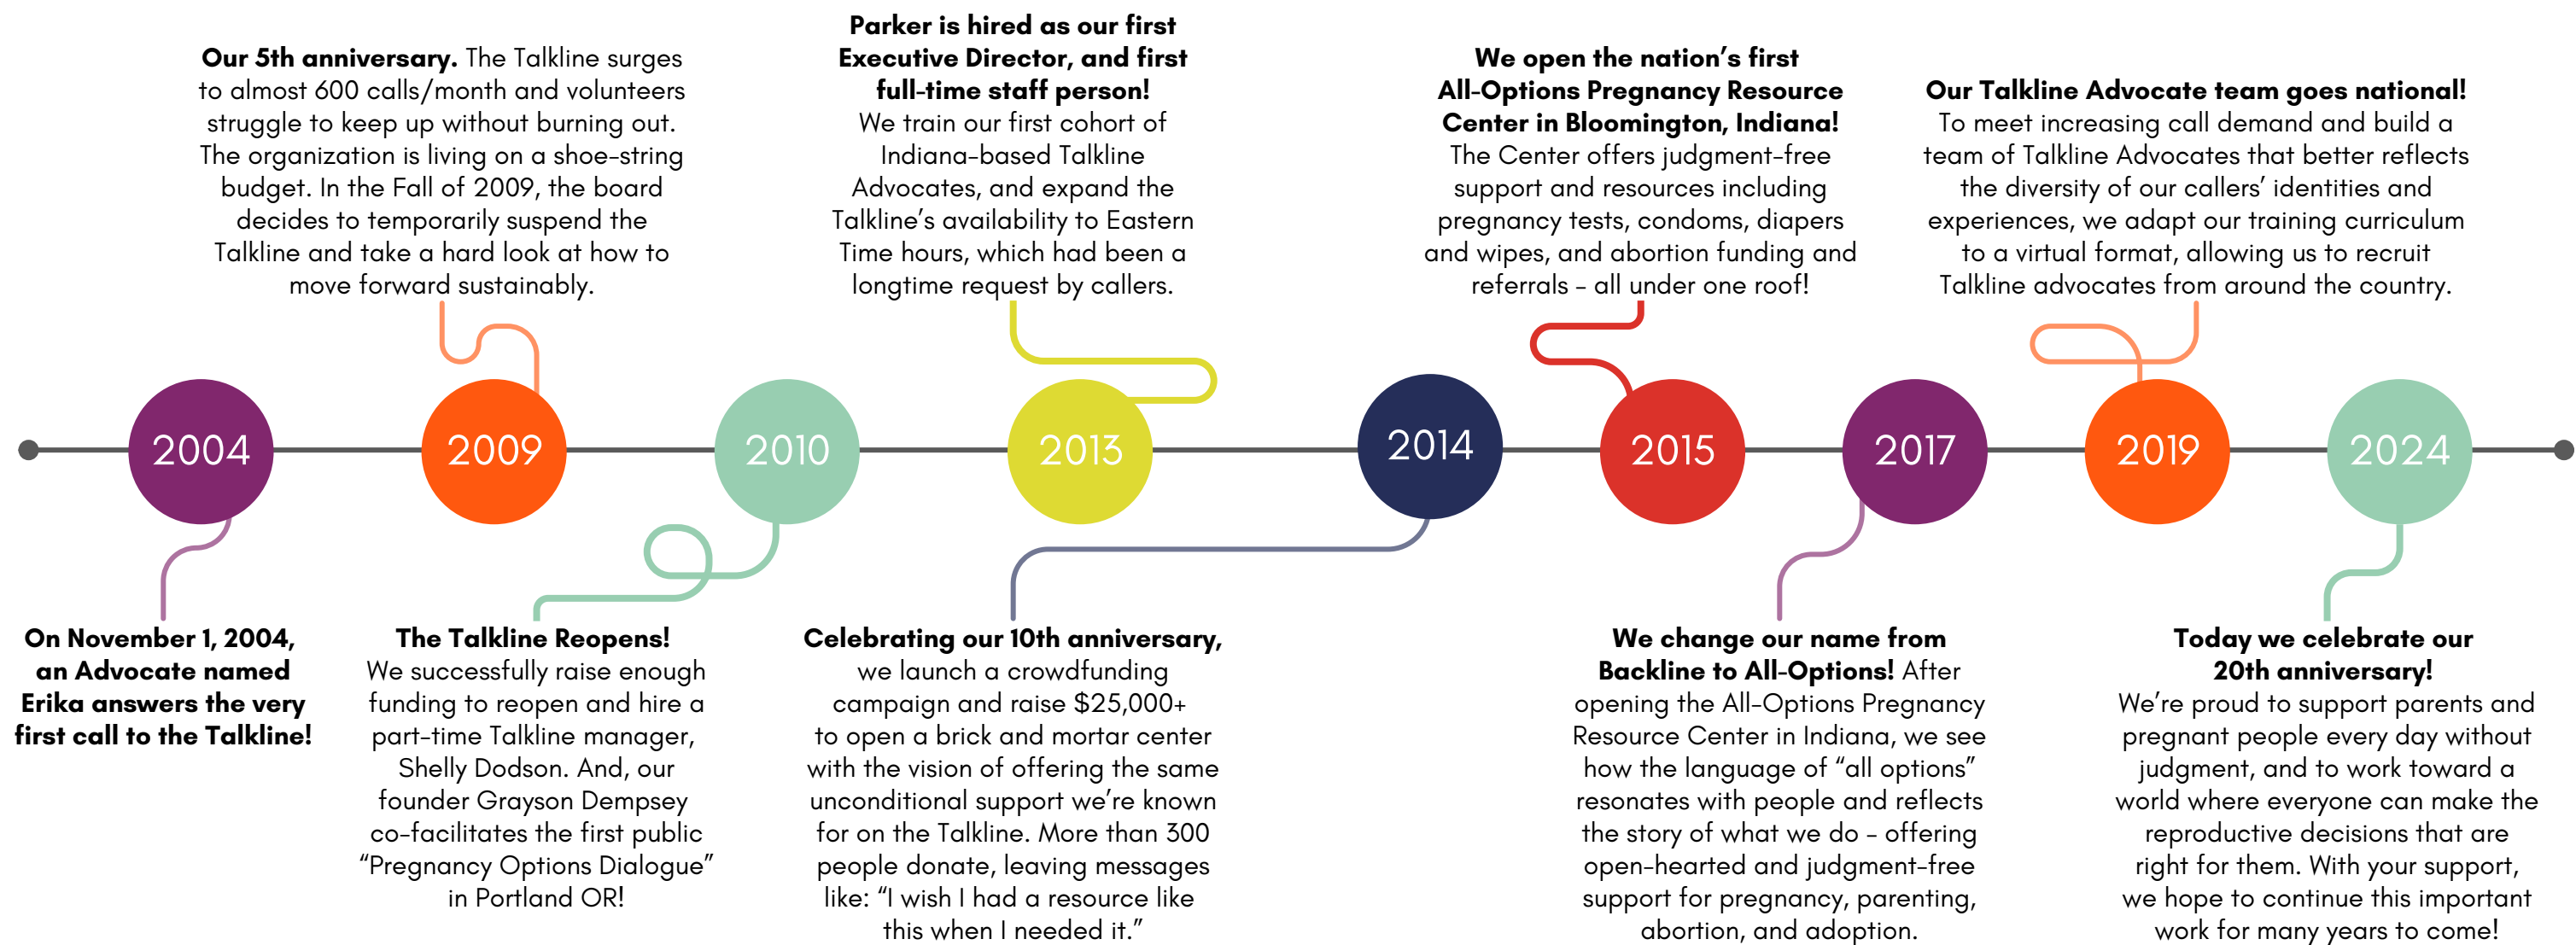 Our 5th anniversary. The Talkline surges
to almost 600 calls/month and volunteers
struggle to keep up without burning out.
The organization is living on a shoe-string
budget. In the Fall of 2009, the board
decides to temporarily suspend the
Talkline and take a hard look at how to
move forward sustainably.
Parker is hired as our first
Executive Director, and first
full-time staff person!
We train our first cohort of
Indiana-based Talkline
Advocates, and expand the
Talkline's availability to Eastern
Time hours, which had been a
longtime request by callers.
We open the nation's first
All-Options Pregnancy Resource
Center in Bloomington, Indiana!
The Center offers judgment-free
support and resources including
pregnancy tests, condoms, diapers
and wipes, and abortion funding and
referrals - all under one roof!
Our Talkline Advocate team goes national!
To meet increasing call demand and build a
team of Talkline Advocates that better reflects
the diversity of our callers' identities and
experiences, we adapt our training curriculum
to a virtual format, allowing us to recruit
Talkline advocates from around the country.
2004
2009
2010
2013
2014
2015
2017
2019
2024
On November 1, 2004,
an Advocate named
Erika answers the very
first call to the Talkline!
The Talkline Reopens!
We successfully raise enough
funding to reopen and hire a
part-time Talkline manager,
Shelly Dodson. And, our
founder Grayson Dempsey
co-facilitates the first public
“Pregnancy Options Dialogue”
in Portland OR!
Celebrating our 10th anniversary,
we launch a crowdfunding
campaign and raise $25,000+
to open a brick and mortar center
with the vision of offering the same
unconditional support we're known
for on the Talkline. More than 300
people donate, leaving messages
like: “I wish I had a resource like
this when I needed it.”
We change our name from
Backline to All-Options! After
opening the All-Options Pregnancy
Resource Center in Indiana, we see
how the language of “all options”
resonates with people and reflects
the story of what we do - offering
open-hearted and judgment-free
support for pregnancy, parenting,
abortion, and adoption.
Today we celebrate our
20th anniversary!
We're proud to support parents and
pregnant people every day without
judgment, and to work toward a
world where everyone can make the
reproductive decisions that are
right for them. With your support,
we hope to continue this important
work for many years to come!